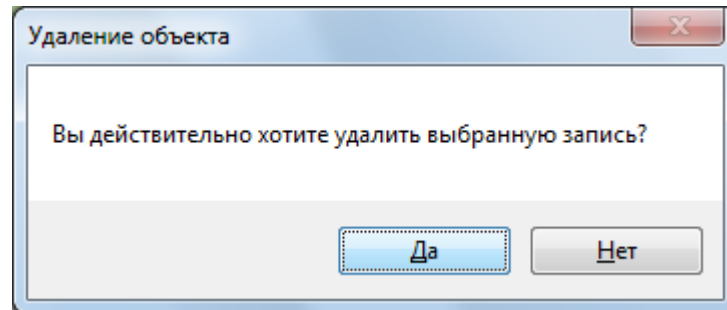 Удаление объекта
Вы действительно хотите удалить выбранную запись?
Да
Нет